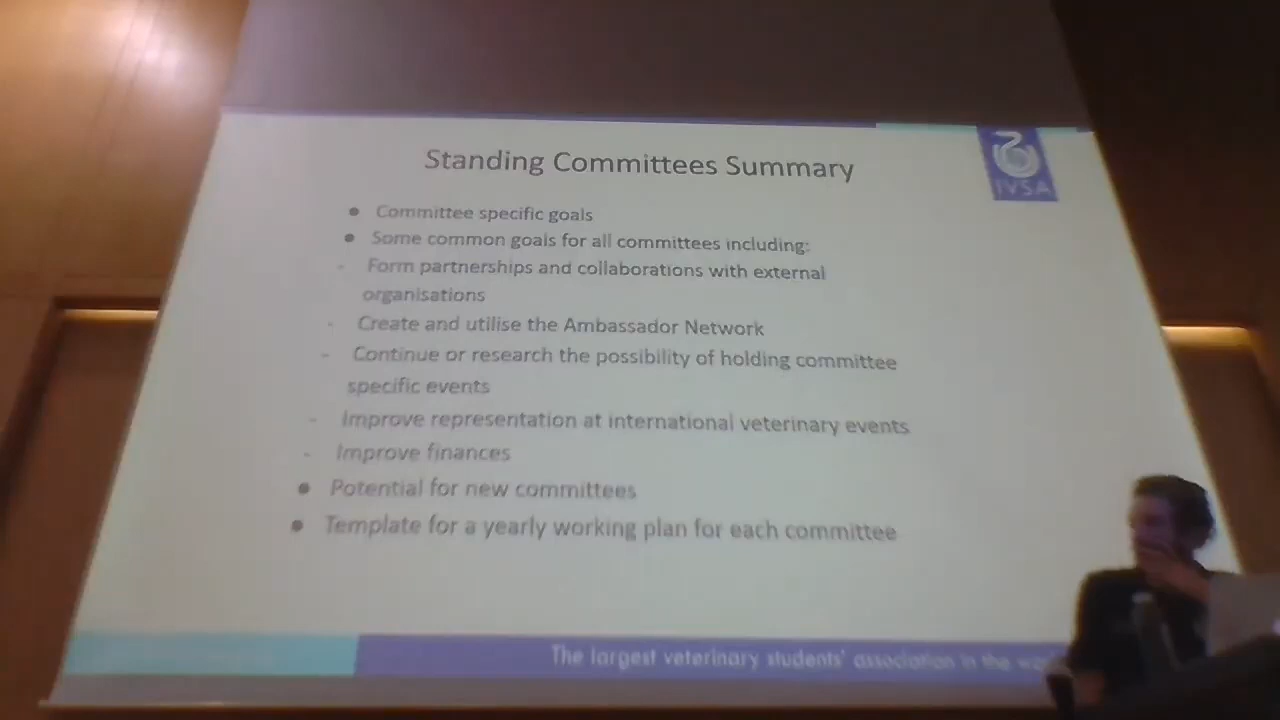 Standing Committees Summary
IVSA
● Committee specific goals
● Some common goals for all committees including:
- Form partnerships and collaborations with external
organisations
- Create and utilise the Ambassador Network
- Continue or research the possibility of holding committee
specific events
- Improve representation at international veterinary events
- Improve finances
● Potential for new committees
● Template for a yearly working plan for each committee
The largest veterinary students' association in the